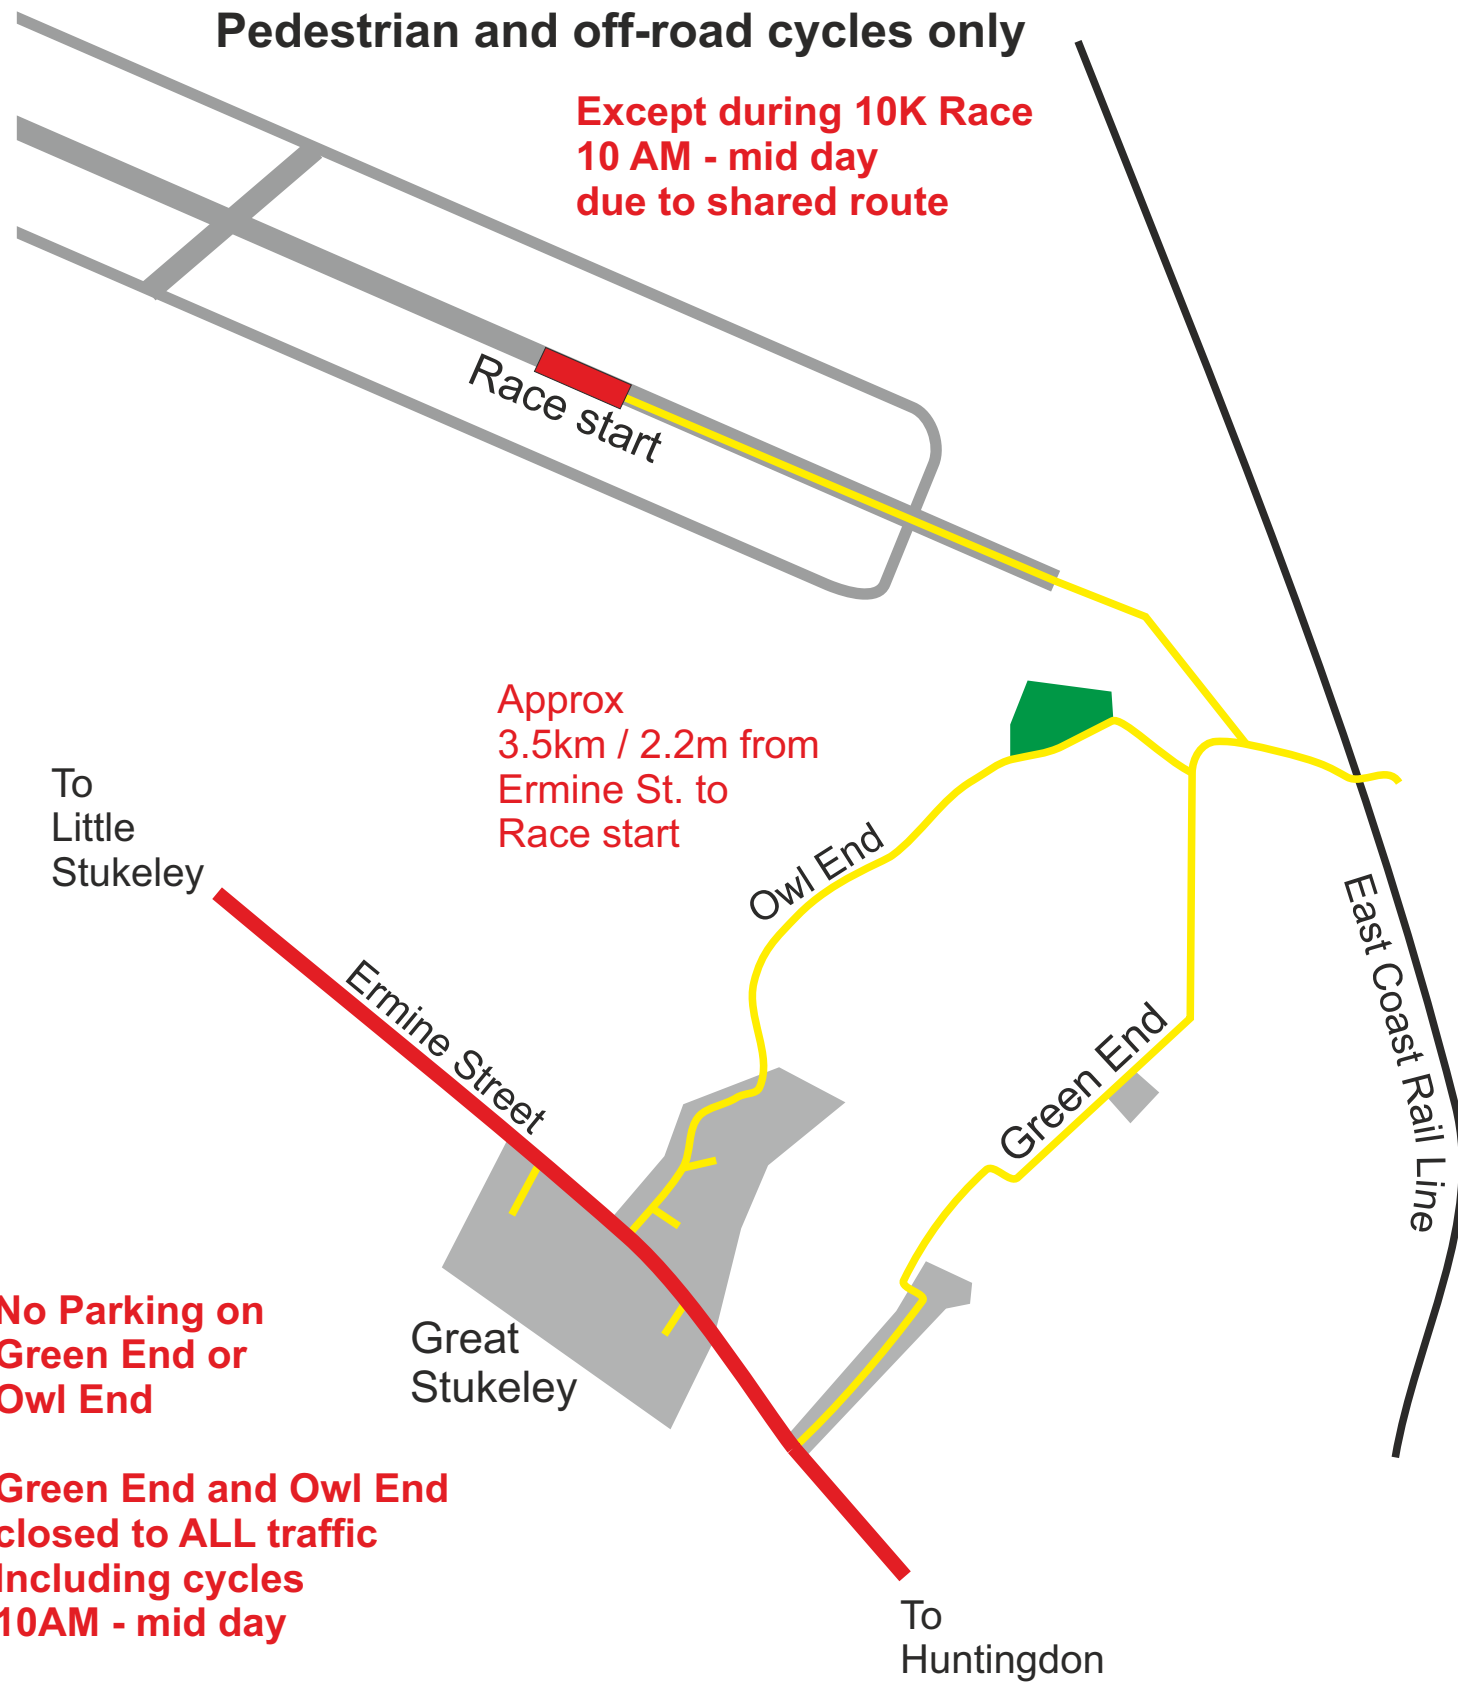 Pedestrian and off-road cycles only
Except during 10K Race
10 AM - mid day
due to shared route
Race start
Approx
3.5km / 2.2m from
Ermine St. to
Race start
To
Little
Stukeley
Owl End
Ermine Street
East Coast Rail Line
Green End
No Parking on
Green End or
Owl End
Great
Stukeley
Green End and Owl End
closed to ALL traffic
Including cycles
10AM - mid day
To
Huntingdon